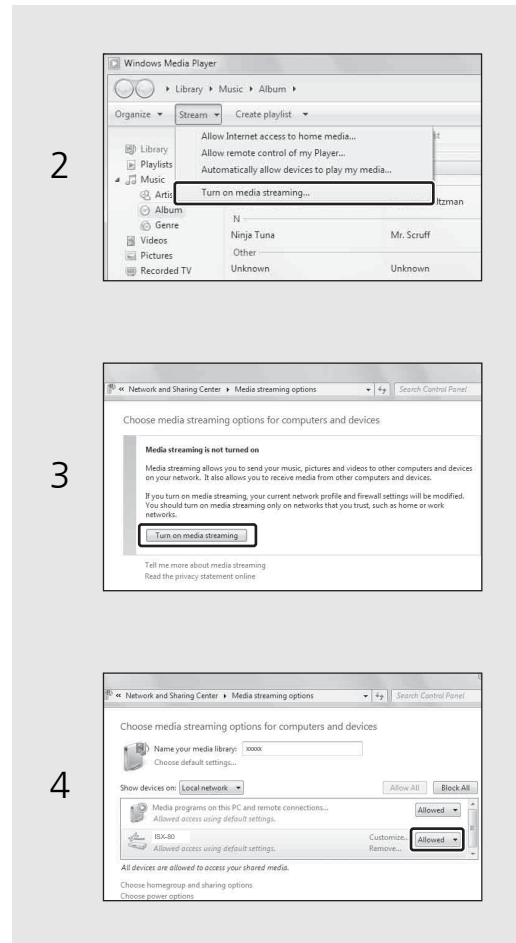 2
Windows Media Player
Library ▸ Music ▸ Album ▸
Organize Stream Create playlist
Allow Internet access to home media...
Allow remote control of my Player...
Automatically allow devices to play my media...
Turn on media streaming...
Library
Playlists
Music
Album
Genre
Videos
Pictures
Recorded TV
ltzman
N
Ninja Tuna Mr. Scruff
Other
Unknown Unknown
3
« Network and Sharing Center ▸ Media streaming options Search Control Panel
Choose media streaming options for computers and devices
Media streaming is not turned on
Media streaming allows you to send your music, pictures and videos to other computers and devices
on your network. It also allows you to receive media from other computers and devices.
If you turn on media streaming, your current network profile and firewall settings will be modified.
You should turn on media streaming only on networks that you trust, such as home or work
networks.
Turn on media streaming
Tell me more about media streaming
Read the privacy statement online
4
« Network and Sharing Center ▸ Media streaming options Search Control Panel
Choose media streaming options for computers and devices
Name your media library: xxxxx
Choose default settings...
Show devices on: Local network Allow All Block All
Media programs on this PC and remote connections... Allowed
Allowed access using default settings.
ISX-80 Customize... Allowed
Allowed access using default settings. Remove...
All devices are allowed to access your shared media.
Choose homegroup and sharing options
Choose power options